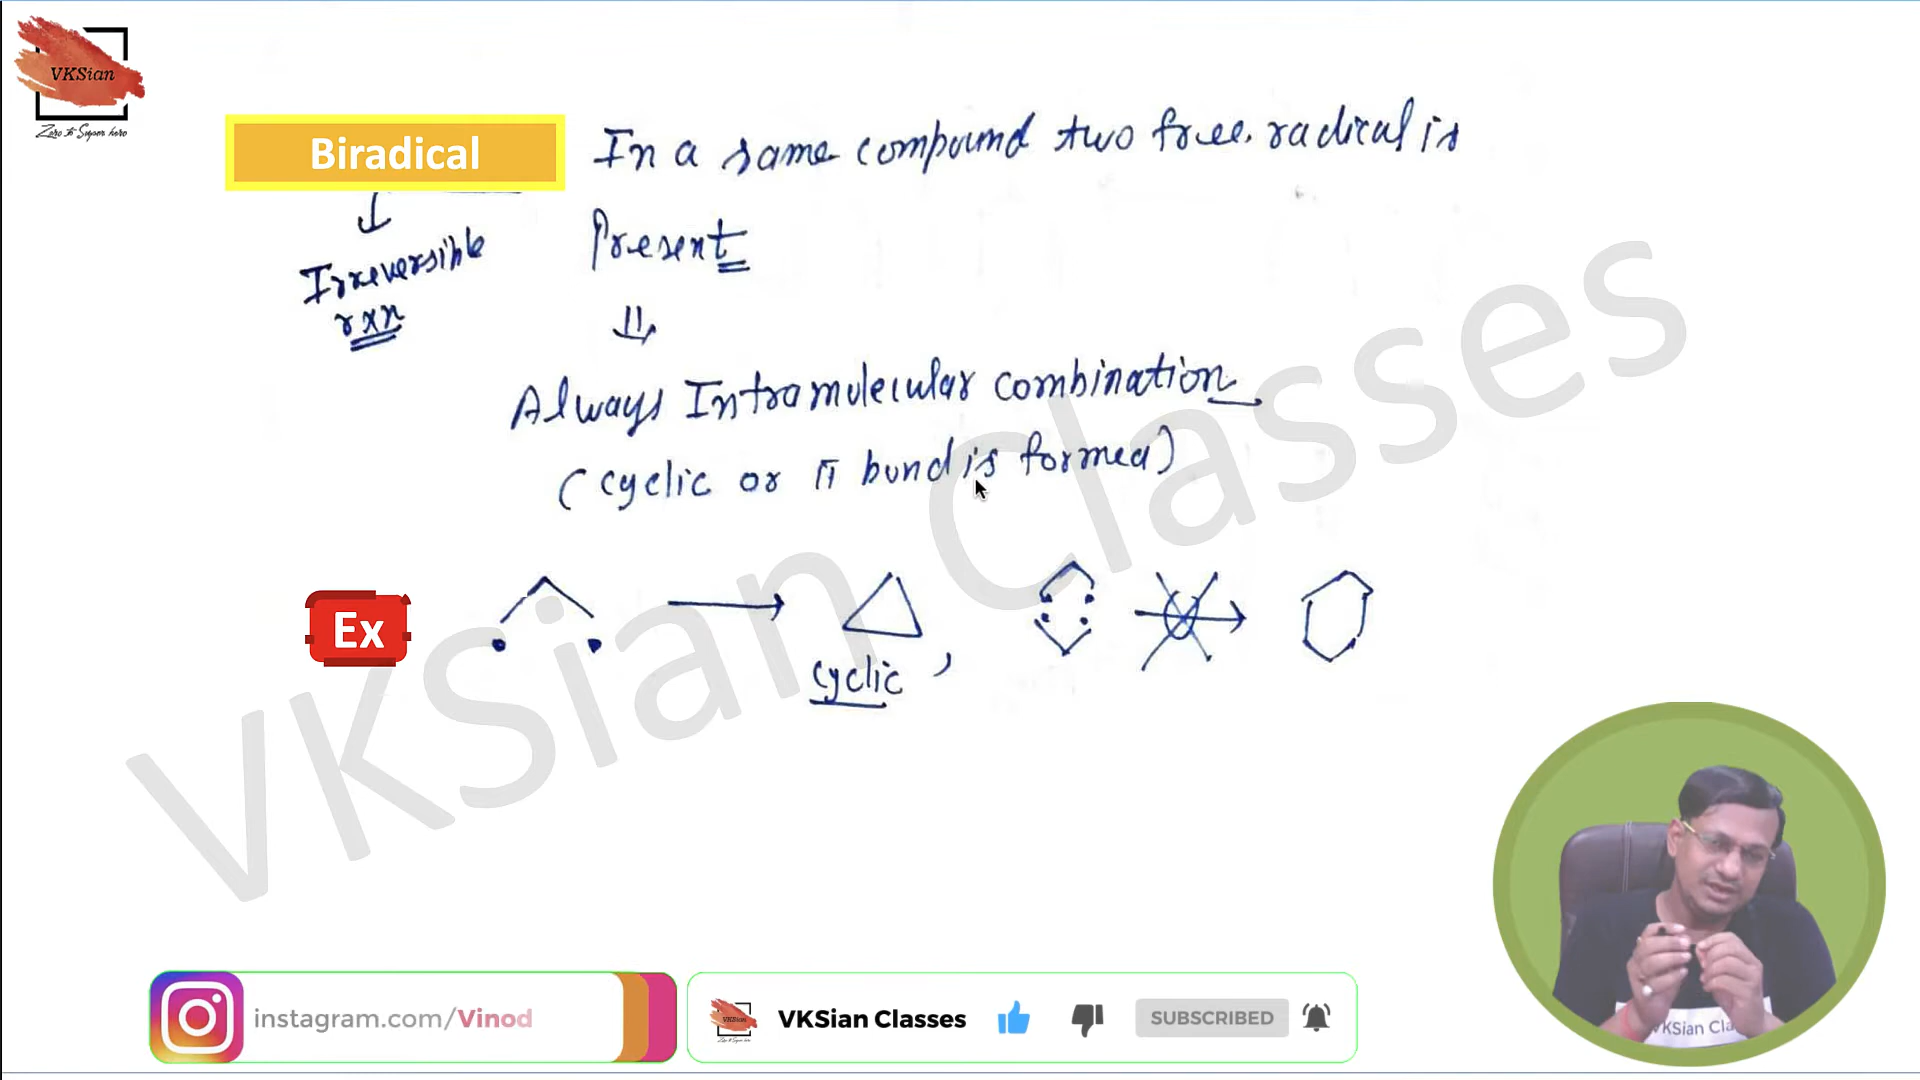 VKSian
Zero to Super hero
Biradical
In a same compound two free radical is
Present
Irreversible
rxn
Always Intramolecular combination
(cyclic or π bond is formed)
Ex
cyclic ,
VKSian Classes
instagram.com/Vinod
VKSian
VKSian Classes
SUBSCRIBED
VKSian Cla